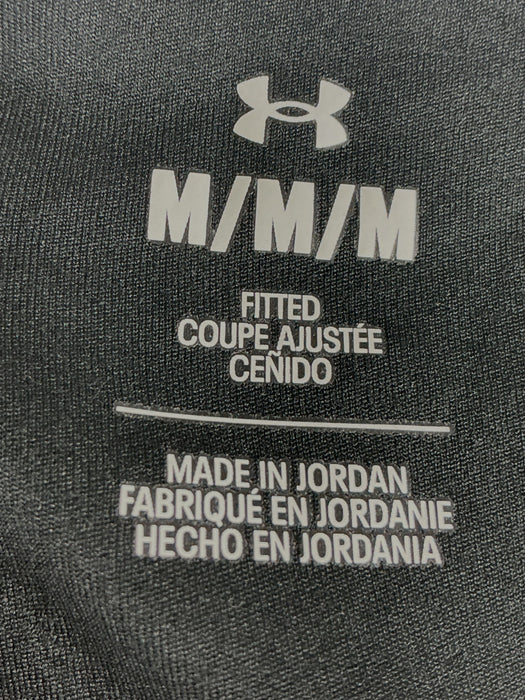 M/M/M
FITTED
COUPE AJUSTÉE
CEÑIDO
MADE IN JORDAN
FABRIQUÉ EN JORDANIE
HECHO EN JORDANIA